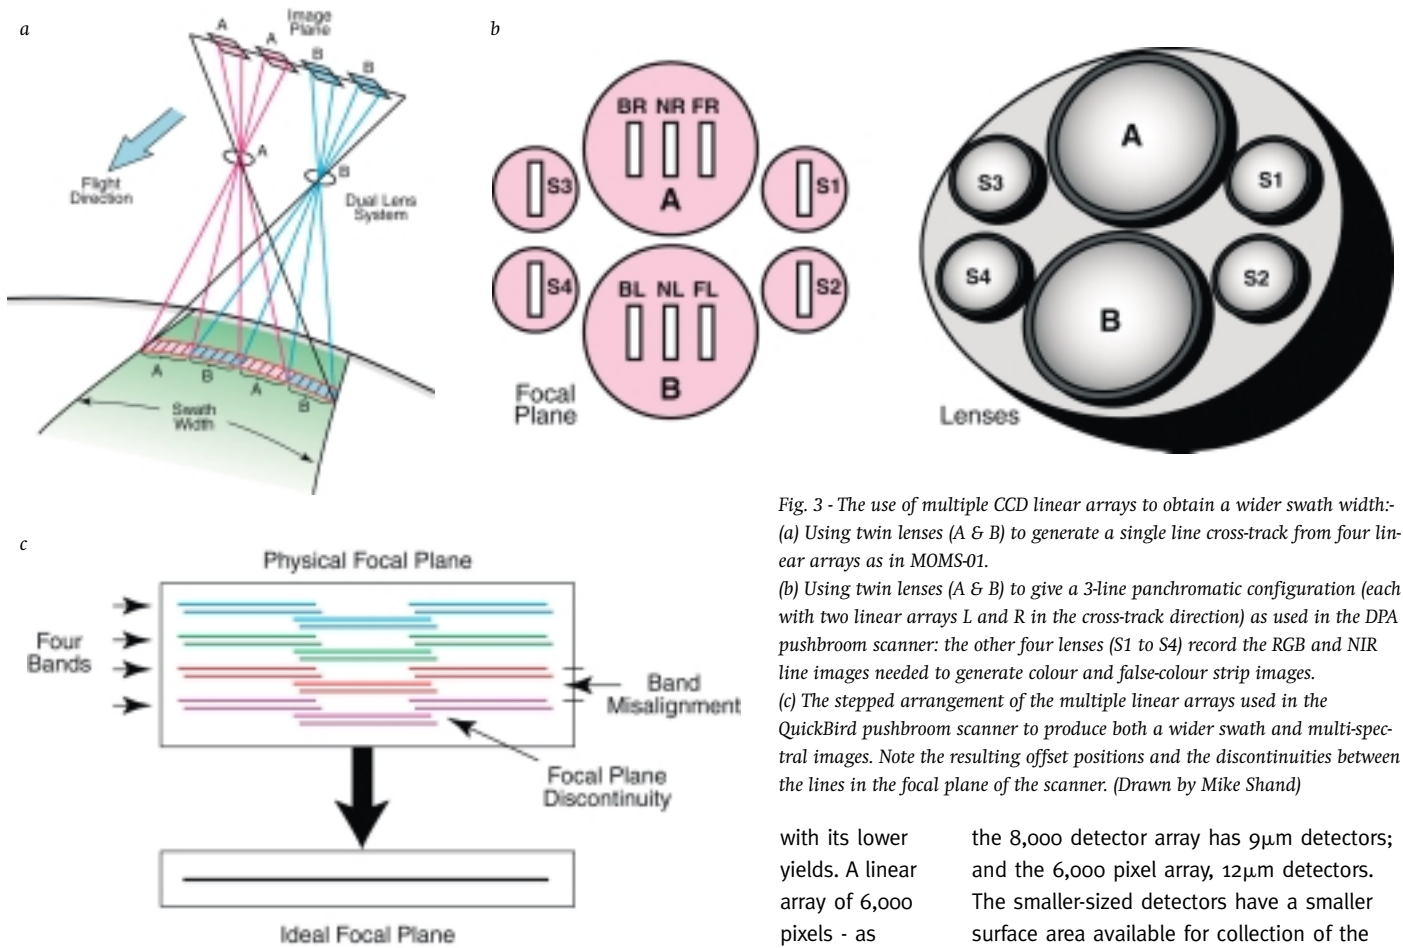 a
Image
Plane
A
A
B
B
A
B
Flight
Direction
Dual Lens
System
A
B
A
B
Swath
Width
b
BR NR FR
A
S3
S1
S4
S2
BL NL FL
B
Focal
Plane
A
S3
S1
S4
S2
B
Lenses
c
Physical Focal Plane
Four
Bands
Band
Misalignment
Focal Plane
Discontinuity
Ideal Focal Plane
Fig. 3 - The use of multiple CCD linear arrays to obtain a wider swath width:-
(a) Using twin lenses (A & B) to generate a single line cross-track from four lin-
ear arrays as in MOMS-01.
(b) Using twin lenses (A & B) to give a 3-line panchromatic configuration (each
with two linear arrays L and R in the cross-track direction) as used in the DPA
pushbroom scanner: the other four lenses (S1 to S4) record the RGB and NIR
line images needed to generate colour and false-colour strip images.
(c) The stepped arrangement of the multiple linear arrays used in the
QuickBird pushbroom scanner to produce both a wider swath and multi-spec-
tral images. Note the resulting offset positions and the discontinuities between
the lines in the focal plane of the scanner. (Drawn by Mike Shand)
with its lower
yields. A linear
array of 6,000
pixels - as
the 8,000 detector array has 9µm detectors;
and the 6,000 pixel array, 12µm detectors.
The smaller-sized detectors have a smaller
surface area available for collection of the